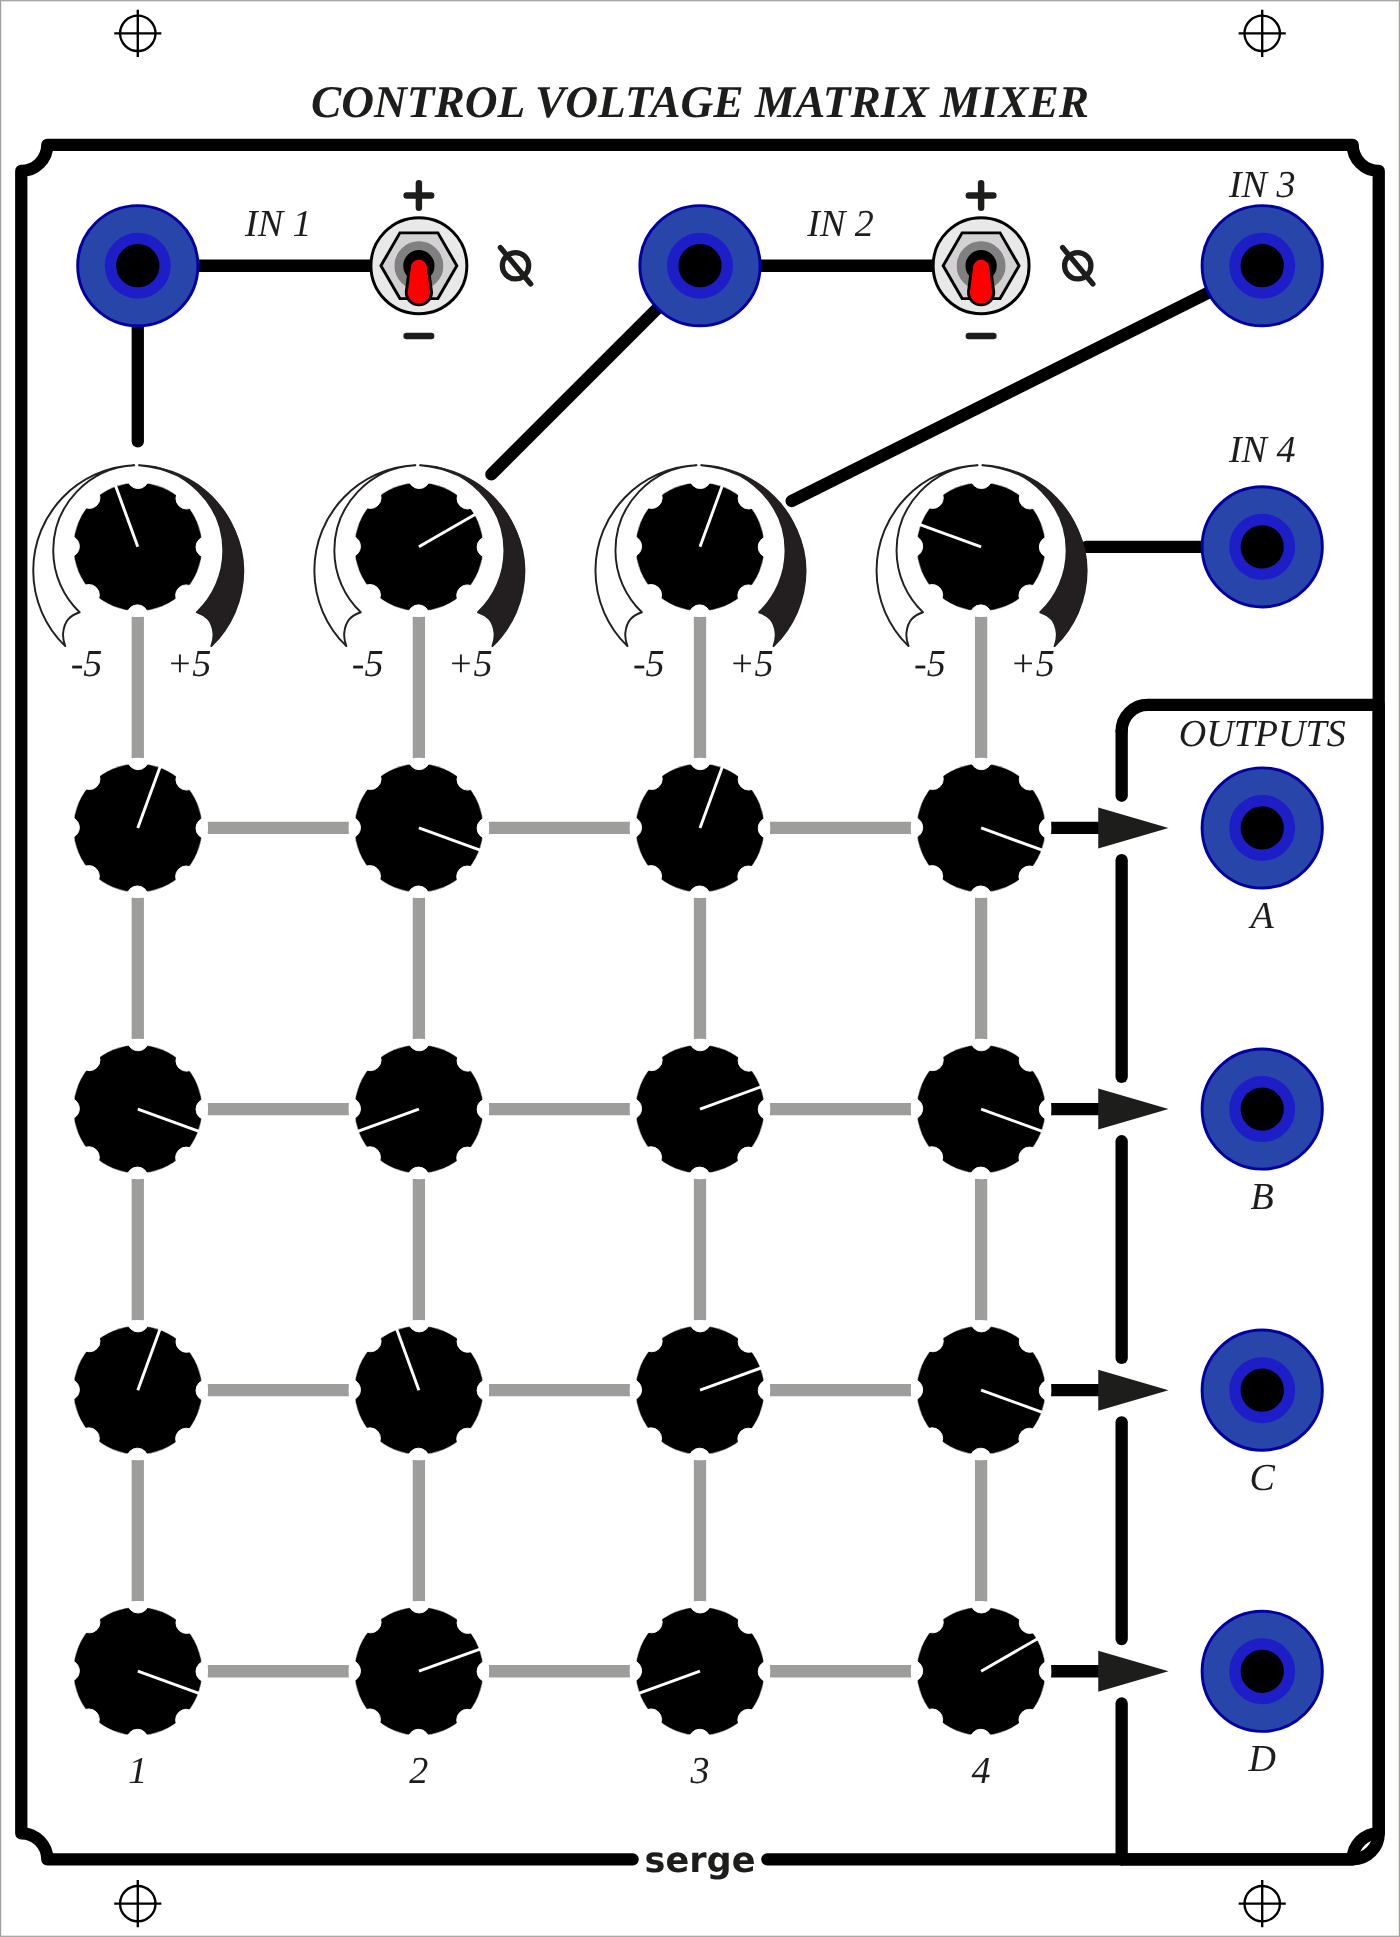 CONTROL VOLTAGE MATRIX MIXER
IN 3
+ +
IN 1 IN 2
Ø Ø
− −
IN 4
-5 +5 -5 +5 -5 +5 -5 +5
OUTPUTS
A
B
C
D
1 2 3 4
serge